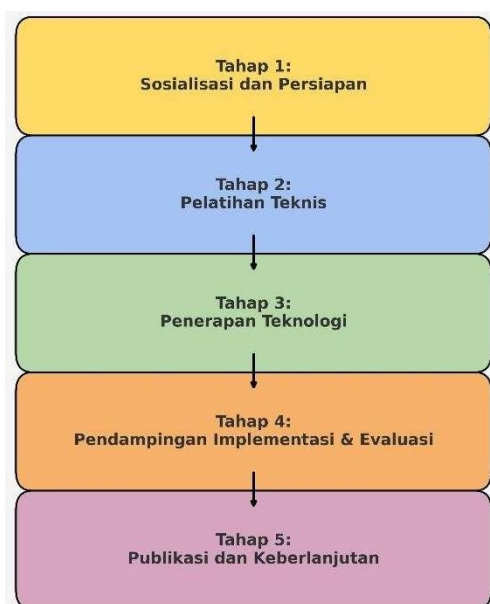 Tahap 1:
Sosialisasi dan Persiapan
Tahap 2:
Pelatihan Teknis
Tahap 3:
Penerapan Teknologi
Tahap 4:
Pendampingan Implementasi & Evaluasi
Tahap 5:
Publikasi dan Keberlanjutan